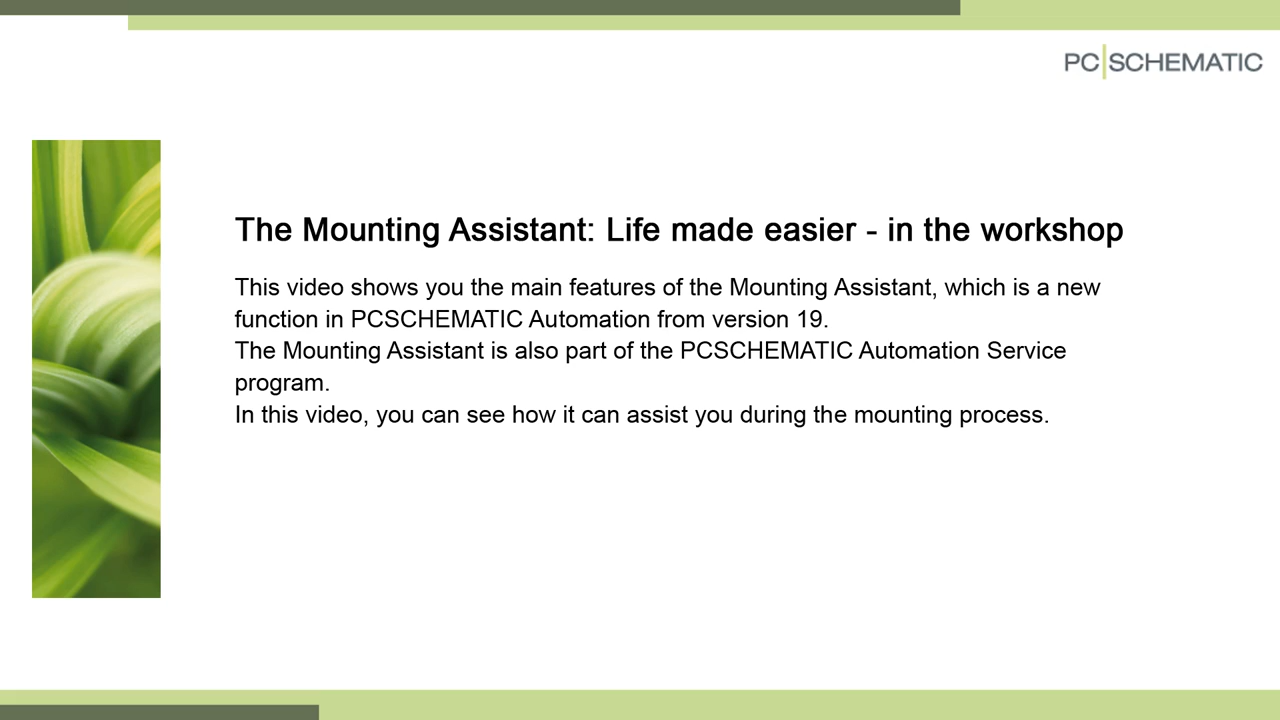 PC|SCHEMATIC
The Mounting Assistant: Life made easier - in the workshop
This video shows you the main features of the Mounting Assistant, which is a new
function in PCSCHEMATIC Automation from version 19.
The Mounting Assistant is also part of the PCSCHEMATIC Automation Service
program.
In this video, you can see how it can assist you during the mounting process.